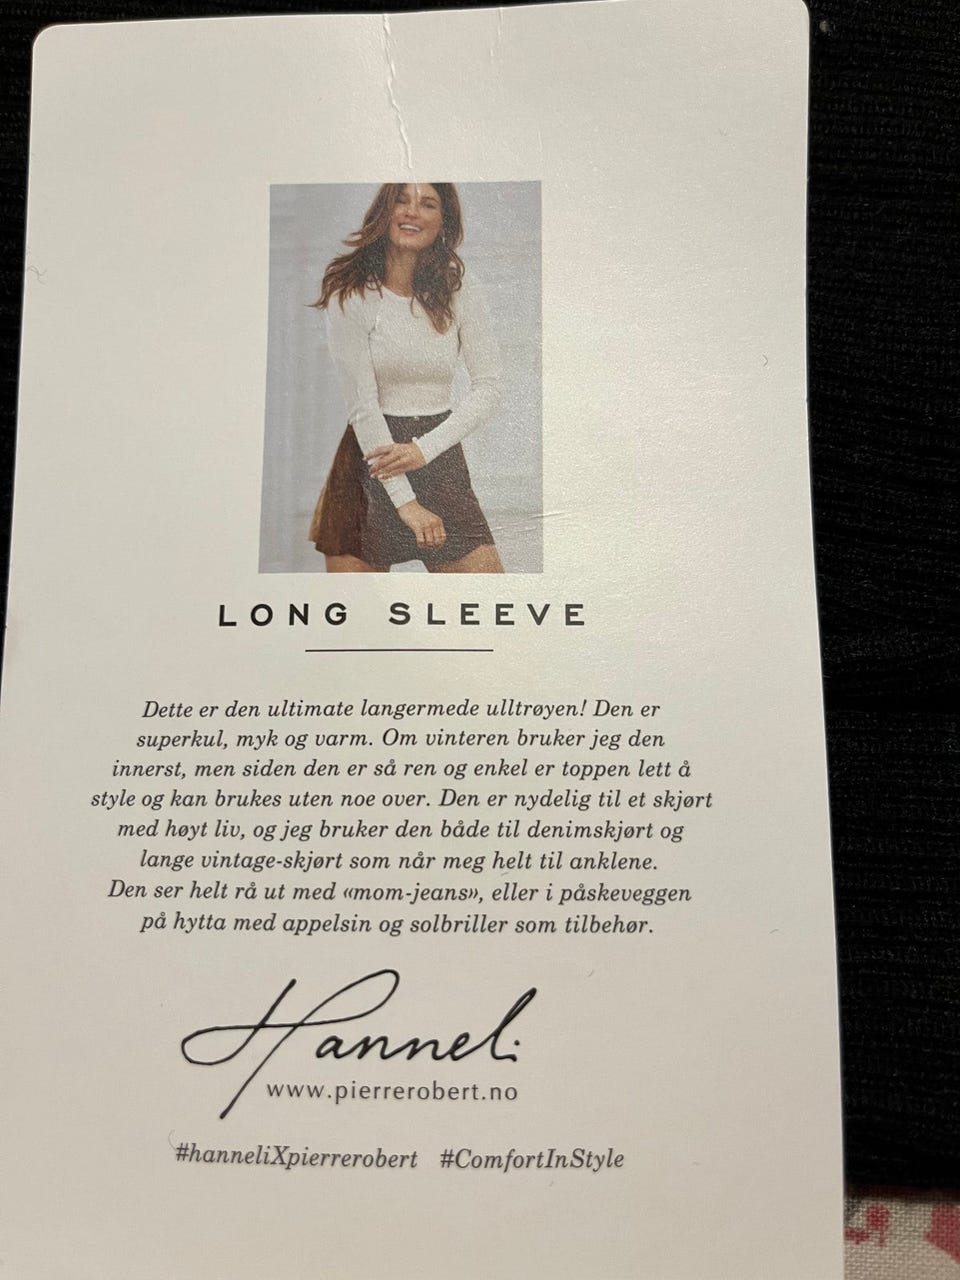 LONG SLEEVE
Dette er den ultimate langermede ulltrøyen! Den er
superkul, myk og varm. Om vinteren bruker jeg den
innerst, men siden den er så ren og enkel er toppen lett å
style og kan brukes uten noe over. Den er nydelig til et skjørt
med høyt liv, og jeg bruker den både til denimskjørt og
lange vintage-skjørt som når meg helt til anklene.
Den ser helt rå ut med «mom-jeans», eller i påskeveggen
på hytta med appelsin og solbriller som tilbehør.
Hanneli
www.pierrerobert.no
#hanneliXpierrerobert #ComfortInStyle